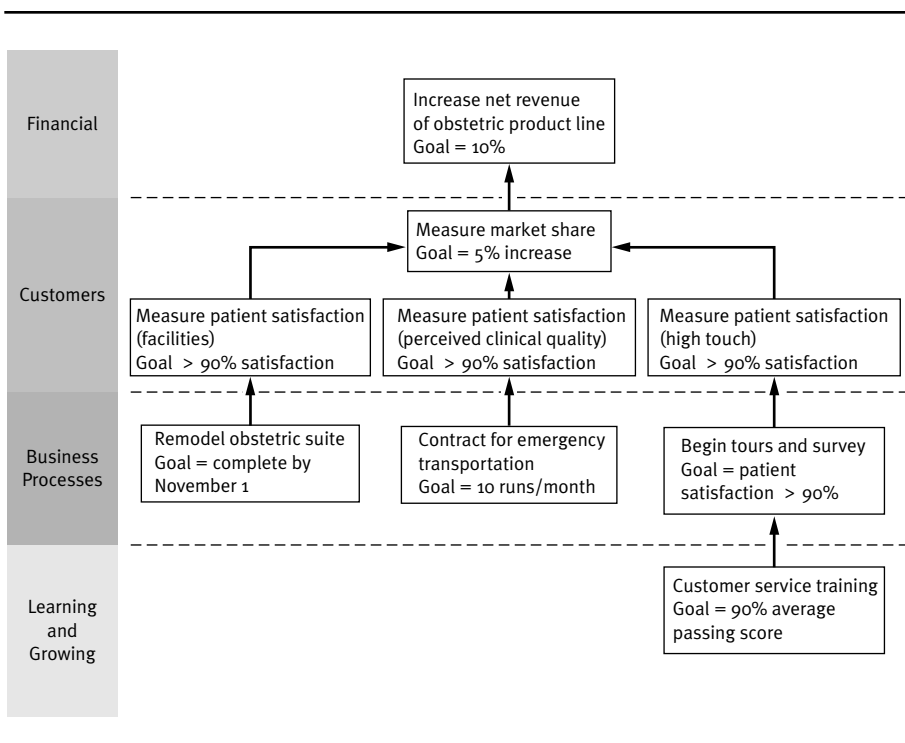 Financial
Increase net revenue
of obstetric product line
Goal = 10%
Customers
Measure market share
Goal = 5% increase
Measure patient satisfaction
(facilities)
Goal > 90% satisfaction
Measure patient satisfaction
(perceived clinical quality)
Goal > 90% satisfaction
Measure patient satisfaction
(high touch)
Goal > 90% satisfaction
Business
Processes
Remodel obstetric suite
Goal = complete by
November 1
Contract for emergency
transportation
Goal = 10 runs/month
Begin tours and survey
Goal = patient
satisfaction > 90%
Learning
and
Growing
Customer service training
Goal = 90% average
passing score